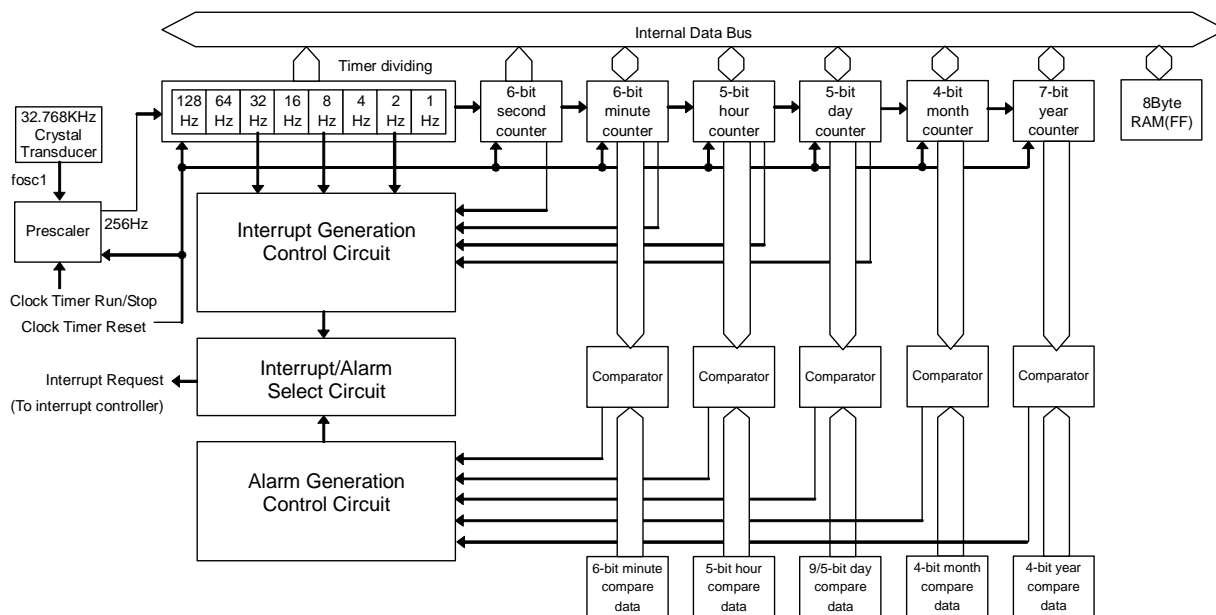 Internal Data Bus
Timer dividing
128 Hz
64 Hz
32 Hz
16 Hz
8 Hz
4 Hz
2 Hz
1 Hz
6-bit
second
counter
6-bit
minute
counter
5-bit
hour
counter
5-bit
day
counter
4-bit
month
counter
7-bit
year
counter
8Byte
RAM(FF)
32.768KHz
Crystal
Transducer
fosc1
256Hz
Prescaler
Clock Timer Run/Stop
Clock Timer Reset
Interrupt Generation
Control Circuit
Interrupt/Alarm
Select Circuit
Interrupt Request
(To interrupt controller)
Comparator
Comparator
Comparator
Comparator
Comparator
Alarm Generation
Control Circuit
6-bit minute
compare
data
5-bit hour
compare
data
9/5-bit day
compare
data
4-bit month
compare
data
4-bit year
compare
data